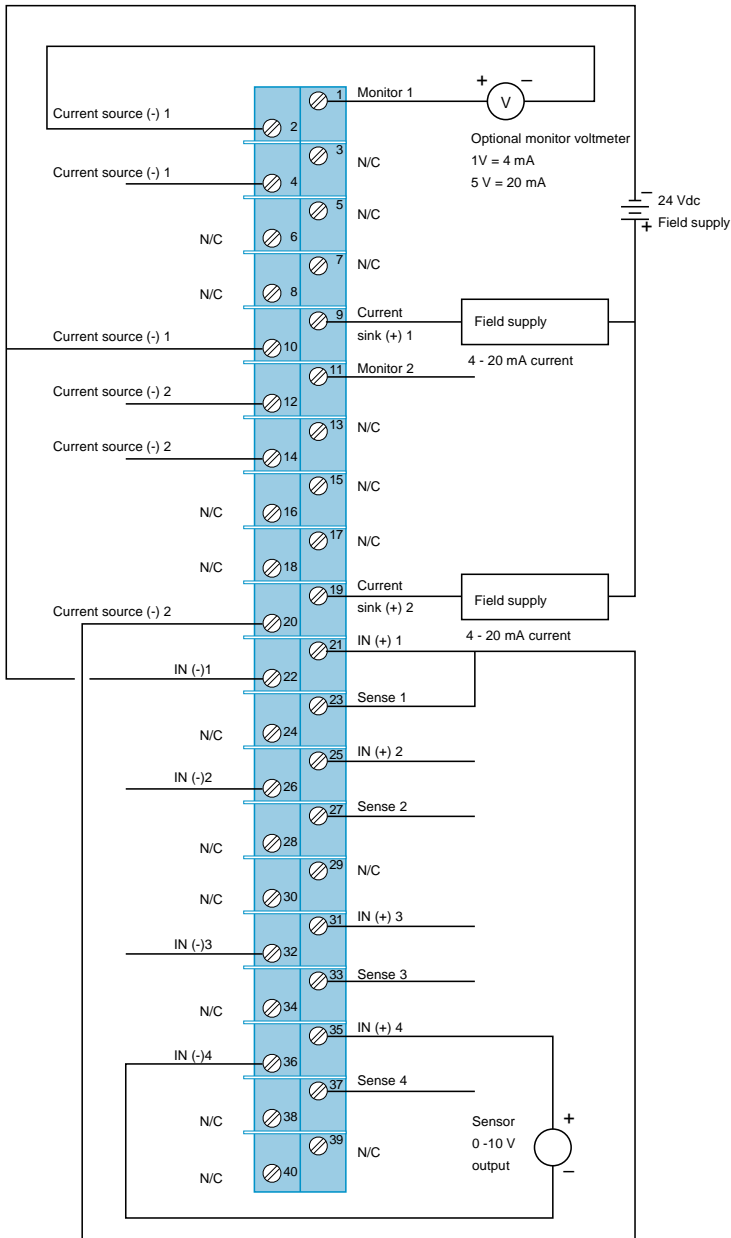 + –
Current source (-) 1
1
Monitor 1
V
2
Optional monitor voltmeter
1V = 4 mA
5 V = 20 mA
3
N/C
Current source (-) 1
4
–
24 Vdc
+
Field supply
5
N/C
N/C
6
7
N/C
N/C
8
9
Current
sink (+) 1
Field supply
4 - 20 mA current
Current source (-) 1
10
11
Monitor 2
Current source (-) 2
12
13
N/C
Current source (-) 2
14
15
N/C
N/C
16
17
N/C
N/C
18
19
Current
sink (+) 2
Field supply
4 - 20 mA current
Current source (-) 2
20
21
IN (+) 1
IN (-)1
22
23
Sense 1
N/C
24
25
IN (+) 2
IN (-)2
26
27
Sense 2
N/C
28
29
N/C
N/C
30
31
IN (+) 3
IN (-)3
32
33
Sense 3
N/C
34
35
IN (+) 4
IN (-)4
36
37
Sense 4
N/C
38
Sensor
0 -10 V
output
+
–
39
N/C
N/C
40